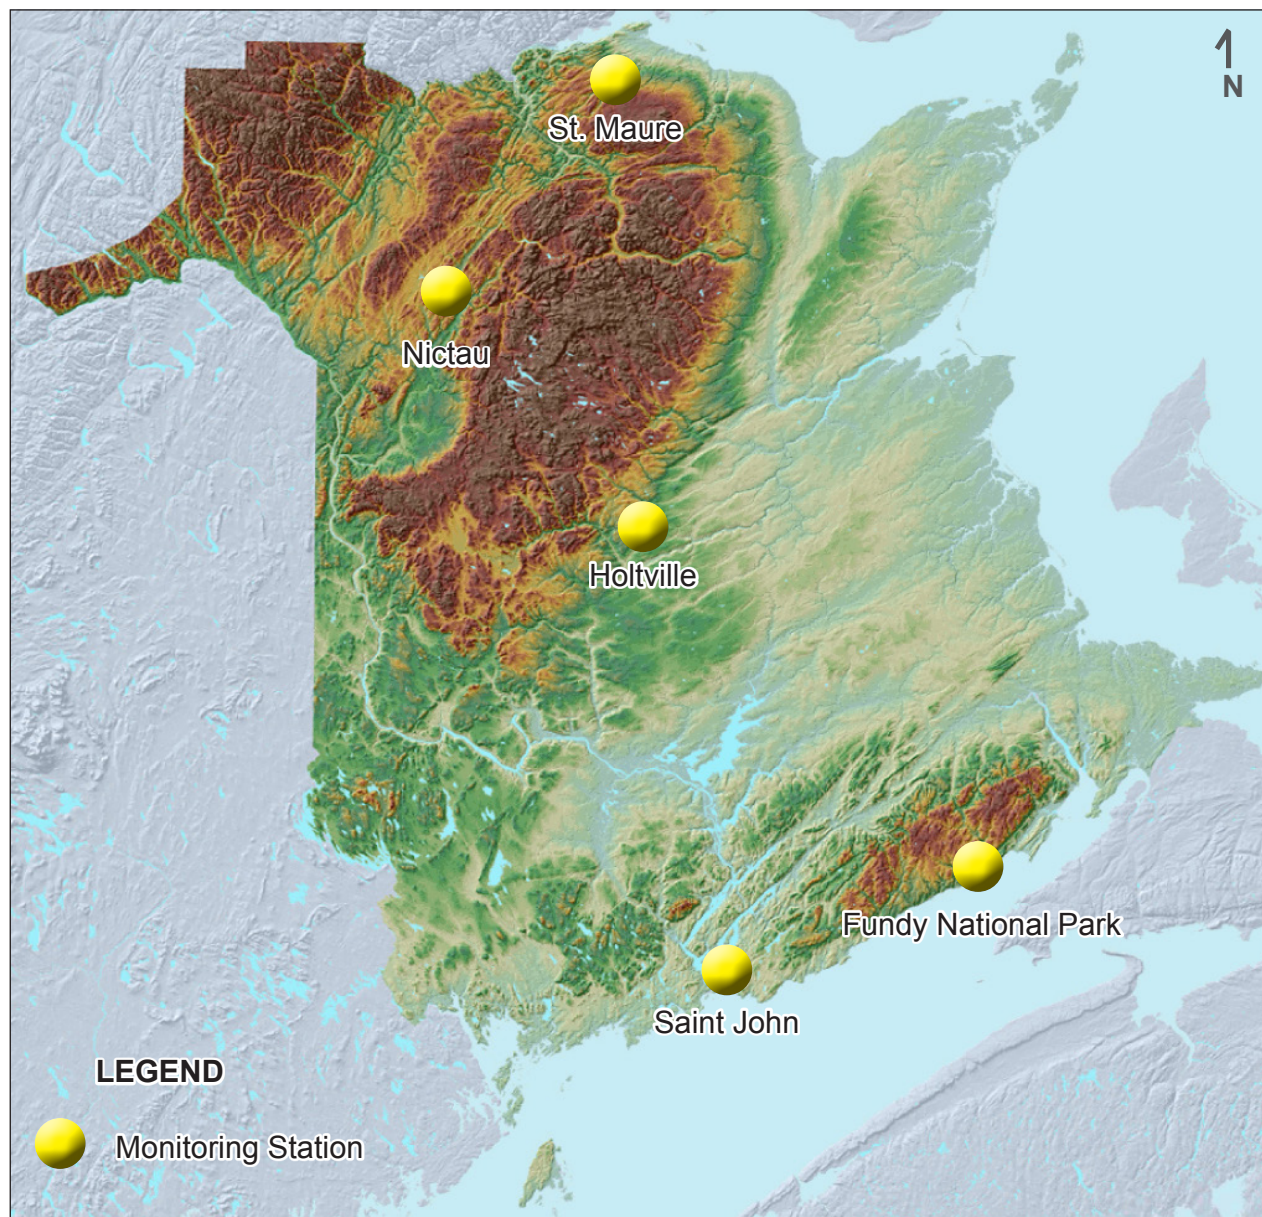 N
St. Maure
Nictau
Holtville
Fundy National Park
Saint John
LEGEND
Monitoring Station